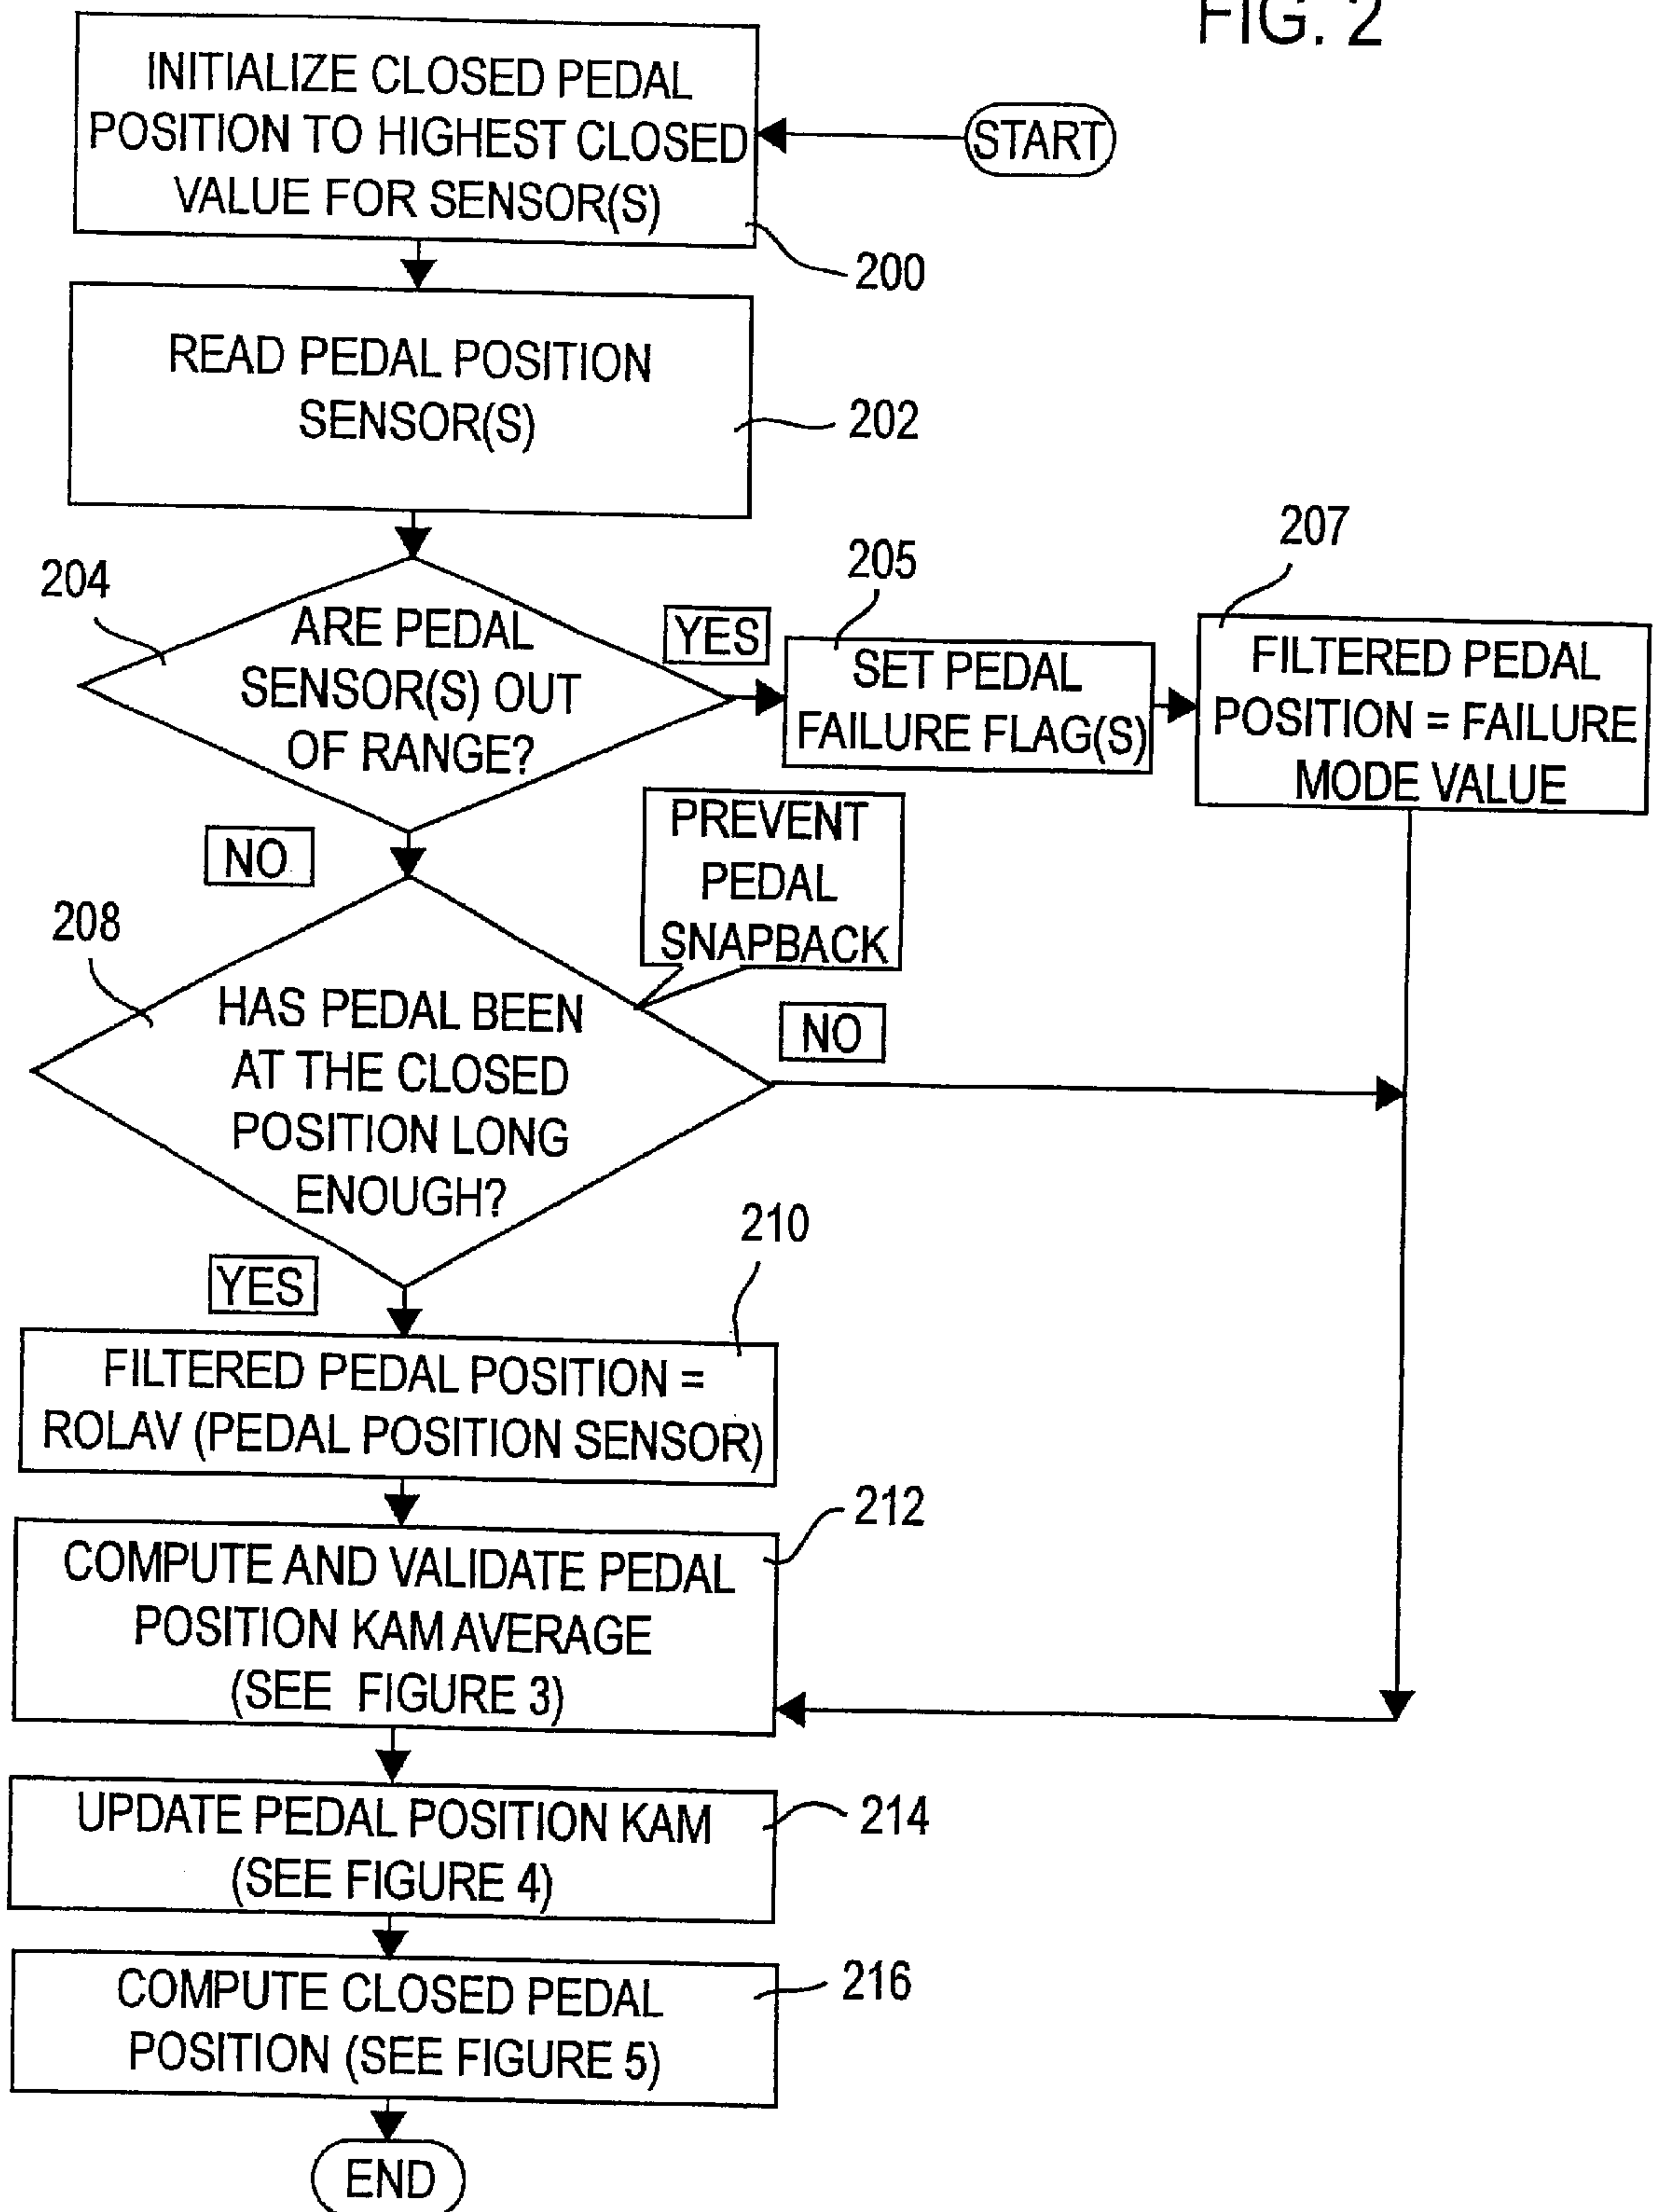 FIG. 2
INITIALIZE CLOSED PEDAL
POSITION TO HIGHEST CLOSED
VALUE FOR SENSOR(S)
START
200
READ PEDAL POSITION
SENSOR(S)
202
204
ARE PEDAL
SENSOR(S) OUT
OF RANGE?
YES
205
SET PEDAL
FAILURE FLAG(S)
207
FILTERED PEDAL
POSITION = FAILURE
MODE VALUE
NO
PREVENT
PEDAL
SNAPBACK
208
HAS PEDAL BEEN
AT THE CLOSED
POSITION LONG
ENOUGH?
NO
YES
210
FILTERED PEDAL POSITION =
ROLAV (PEDAL POSITION SENSOR)
212
COMPUTE AND VALIDATE PEDAL
POSITION KAM AVERAGE
(SEE FIGURE 3)
UPDATE PEDAL POSITION KAM
(SEE FIGURE 4)
214
COMPUTE CLOSED PEDAL
POSITION (SEE FIGURE 5)
216
END